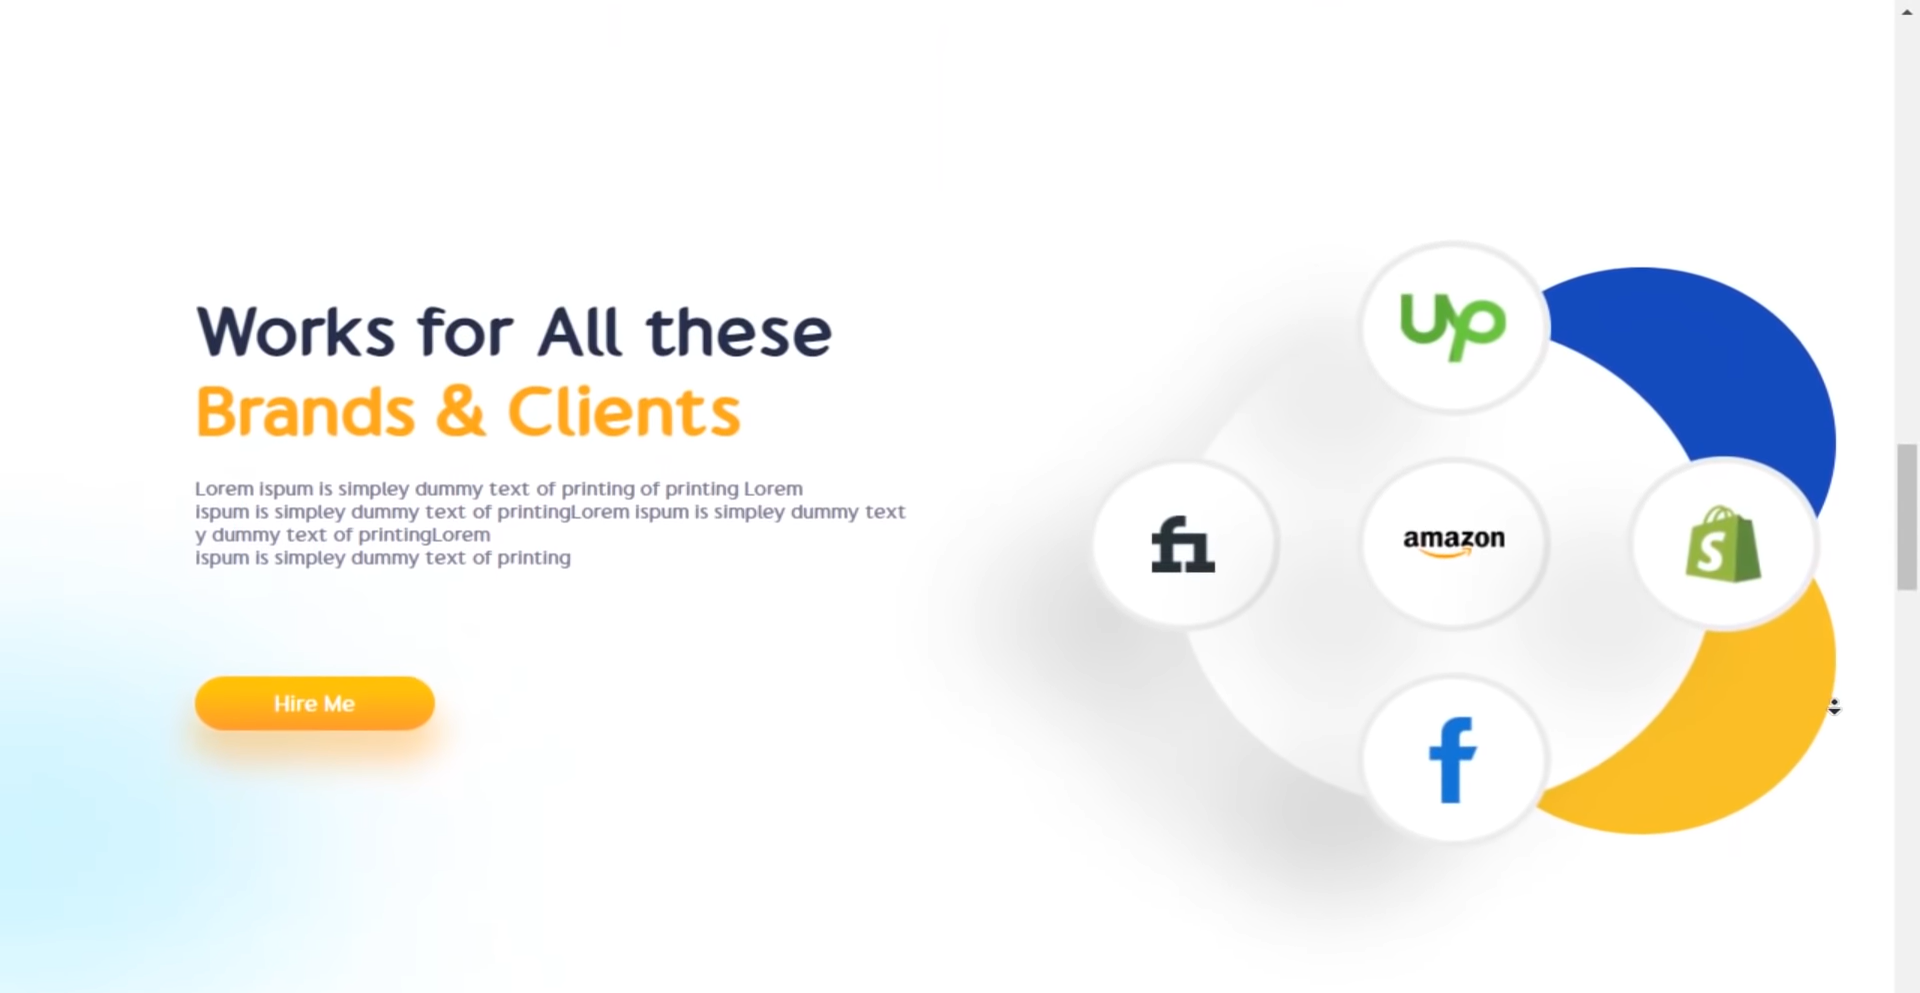 Works for All these
Brands & Clients
Lorem ispum is simpley dummy text of printing of printing Lorem
ispum is simpley dummy text of printingLorem ispum is simpley dummy text
y dummy text of printingLorem
ispum is simpley dummy text of printing
Hire Me
Up
fi
amazon
S
f